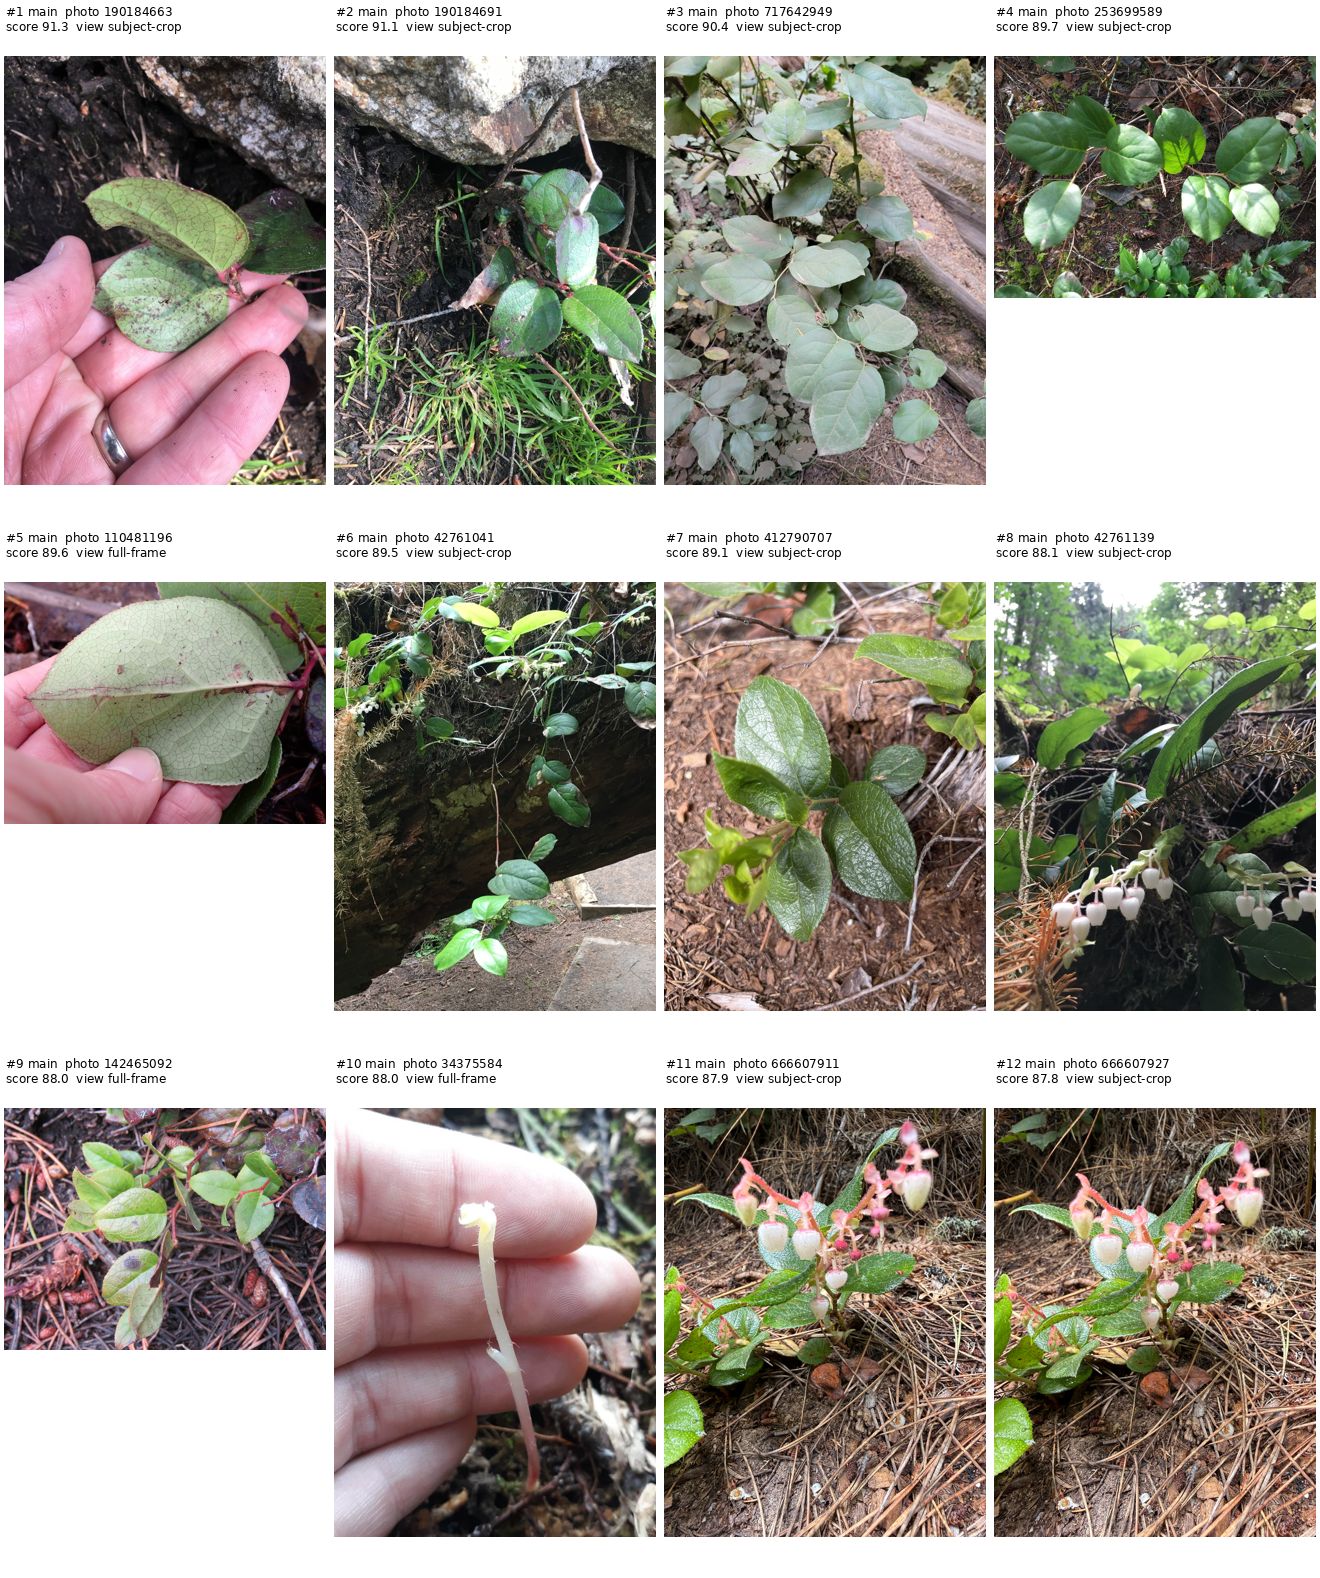 #1 main  photo 190184663
score 91.3  view subject-crop
#2 main  photo 190184691
score 91.1  view subject-crop
#3 main  photo 717642949
score 90.4  view subject-crop
#4 main  photo 253699589
score 89.7  view subject-crop
#5 main  photo 110481196
score 89.6  view full-frame
#6 main  photo 42761041
score 89.5  view subject-crop
#7 main  photo 412790707
score 89.1  view subject-crop
#8 main  photo 42761139
score 88.1  view subject-crop
#9 main  photo 142465092
score 88.0  view full-frame
#10 main  photo 34375584
score 88.0  view full-frame
#11 main  photo 666607911
score 87.9  view subject-crop
#12 main  photo 666607927
score 87.8  view subject-crop